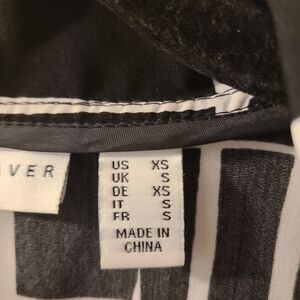 VER
US XS
UK S
DE XS
IT S
FR S
MADE IN
CHINA